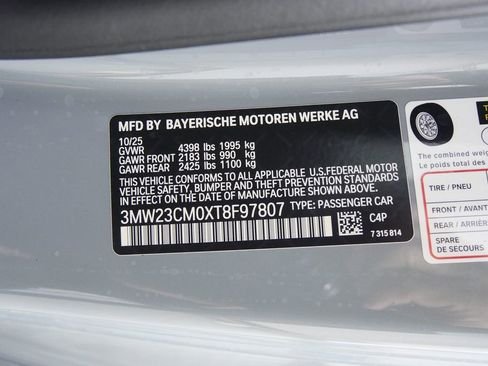 MFD BY BAYERISCHE MOTOREN WERKE AG
10/25
GVWR 4398 lbs 1995 kg
GAWR FRONT 2183 lbs 990 kg
GAWR REAR 2425 lbs 1100 kg
THIS VEHICLE CONFORMS TO ALL APPLICABLE U.S. FEDERAL MOTOR
VEHICLE SAFETY, BUMPER AND THEFT PREVENTION STANDARDS
IN EFFECT ON THE DATE OF MANUFACTURE SHOWN ABOVE.
3MW23CM0XT8F97807 TYPE: PASSENGER CAR
C4P
7 315 814
The combined weig
Le poids total des
TIRE / PNEU
FRONT / AVANT
REAR / ARRIÈR
SPARE
DE SECOURS